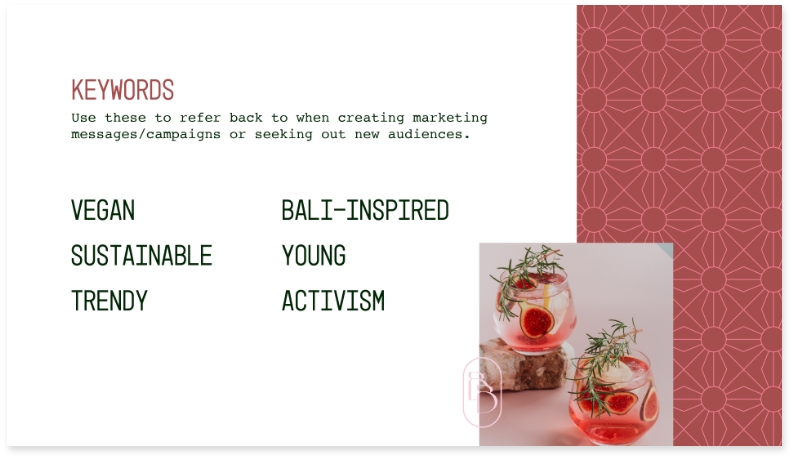 KEYWORDS
Use these to refer back to when creating marketing
messages/campaigns or seeking out new audiences.
VEGAN
BALI-INSPIRED
SUSTAINABLE
YOUNG
TRENDY
ACTIVISM
BB